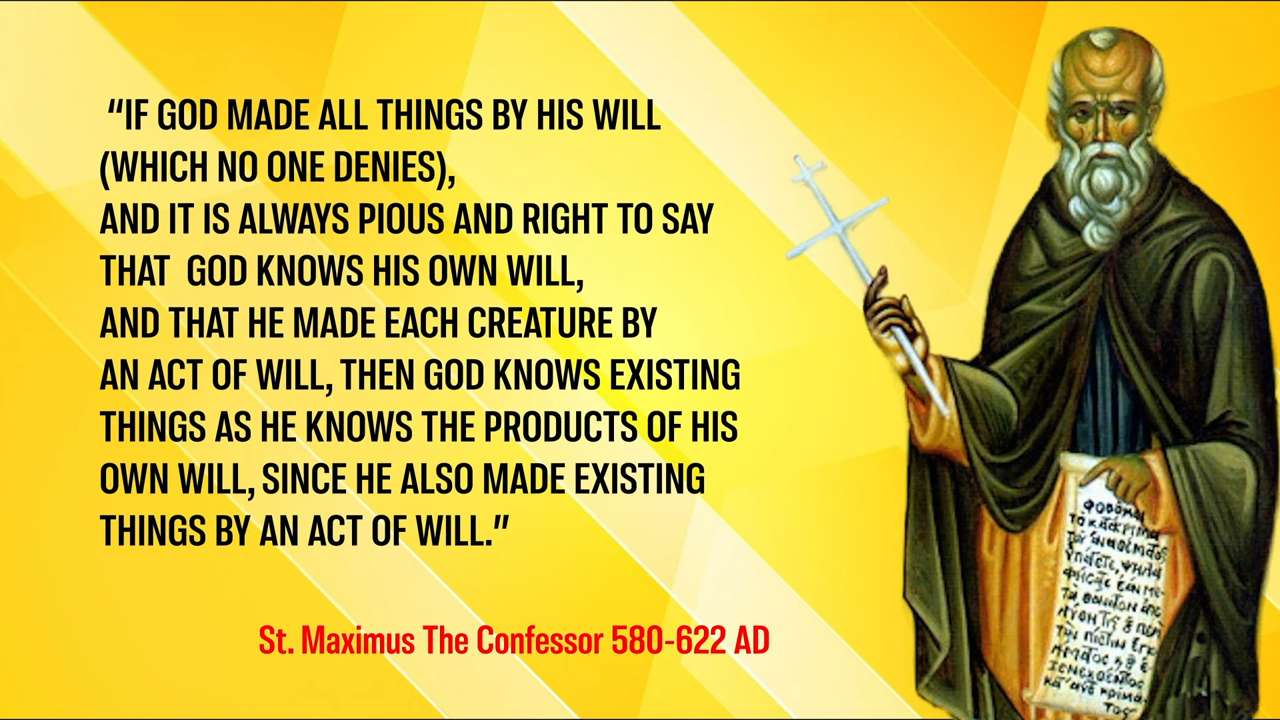 “IF GOD MADE ALL THINGS BY HIS WILL
(WHICH NO ONE DENIES),
AND IT IS ALWAYS PIOUS AND RIGHT TO SAY
THAT GOD KNOWS HIS OWN WILL,
AND THAT HE MADE EACH CREATURE BY
AN ACT OF WILL, THEN GOD KNOWS EXISTING
THINGS AS HE KNOWS THE PRODUCTS OF HIS
OWN WILL, SINCE HE ALSO MADE EXISTING
THINGS BY AN ACT OF WILL.”
St. Maximus The Confessor 580-622 AD